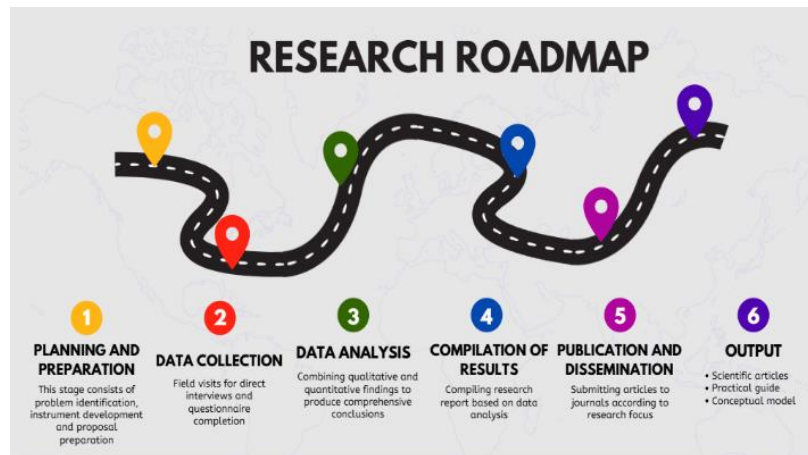 RESEARCH ROADMAP
1
PLANNING AND
PREPARATION
This stage consists of
problem identification,
instrument development
and proposal
preparation
2
DATA COLLECTION
Field visits for direct
interviews and
questionnaire
completion
3
DATA ANALYSIS
Combining qualitative and
quantitative findings to
produce comprehensive
conclusions
4
COMPILATION OF
RESULTS
Compiling research
report based on data
analysis
5
PUBLICATION AND
DISSEMINATION
Submitting articles to
journals according to
research focus
6
OUTPUT
• Scientific articles
• Practical guide
• Conceptual model